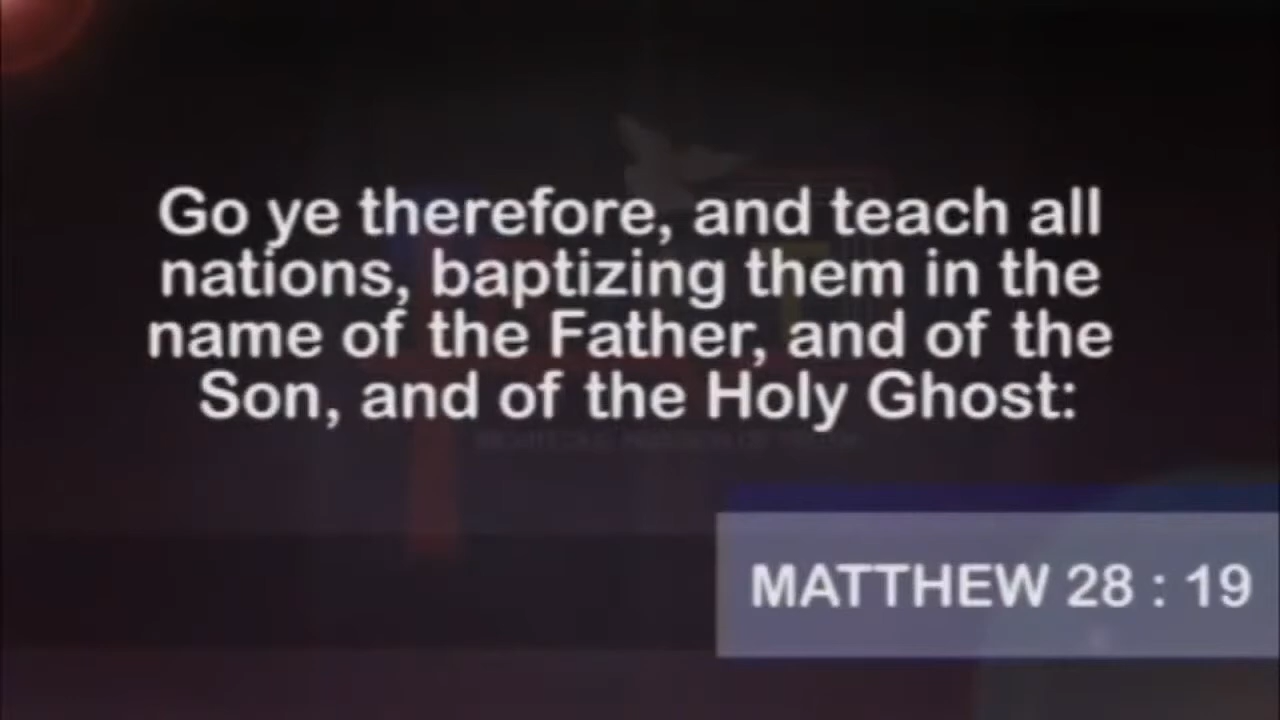 Go ye therefore, and teach all
nations, baptizing them in the
name of the Father, and of the
Son, and of the Holy Ghost:
MATTHEW 28 : 19